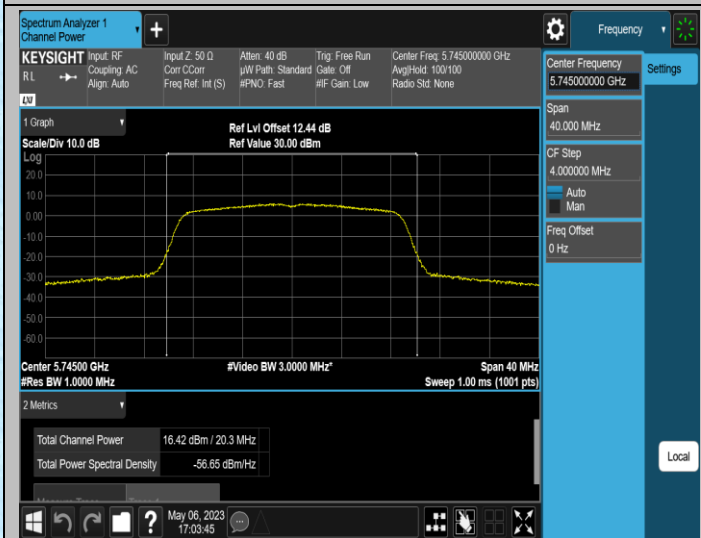 Spectrum Analyzer 1
Channel Power
Frequency
KEYSIGHT
R L
LXI
Input: RF
Coupling: AC
Align: Auto
Input Z: 50 Ω
Corr CCorr
Freq Ref: Int (S)
Atten: 40 dB
µW Path: Standard
#PNO: Fast
Trig: Free Run
Gate: Off
#IF Gain: Low
Center Freq: 5.745000000 GHz
Avg|Hold: 100/100
Radio Std: None
Center Frequency
5.745000000 GHz
Settings
Span
40.000 MHz
CF Step
4.000000 MHz
Auto
Man
Freq Offset
0 Hz
1 Graph
Scale/Div 10.0 dB
Ref Lvl Offset 12.44 dB
Ref Value 30.00 dBm
Log
20.0
10.0
0.00
-10.0
-20.0
-30.0
-40.0
-50.0
-60.0
Center 5.74500 GHz
#Res BW 1.0000 MHz
#Video BW 3.0000 MHz*
Span 40 MHz
Sweep 1.00 ms (1001 pts)
2 Metrics
Total Channel Power 16.42 dBm / 20.3 MHz
Total Power Spectral Density -56.65 dBm/Hz
Local
?
May 06, 2023
17:03:45